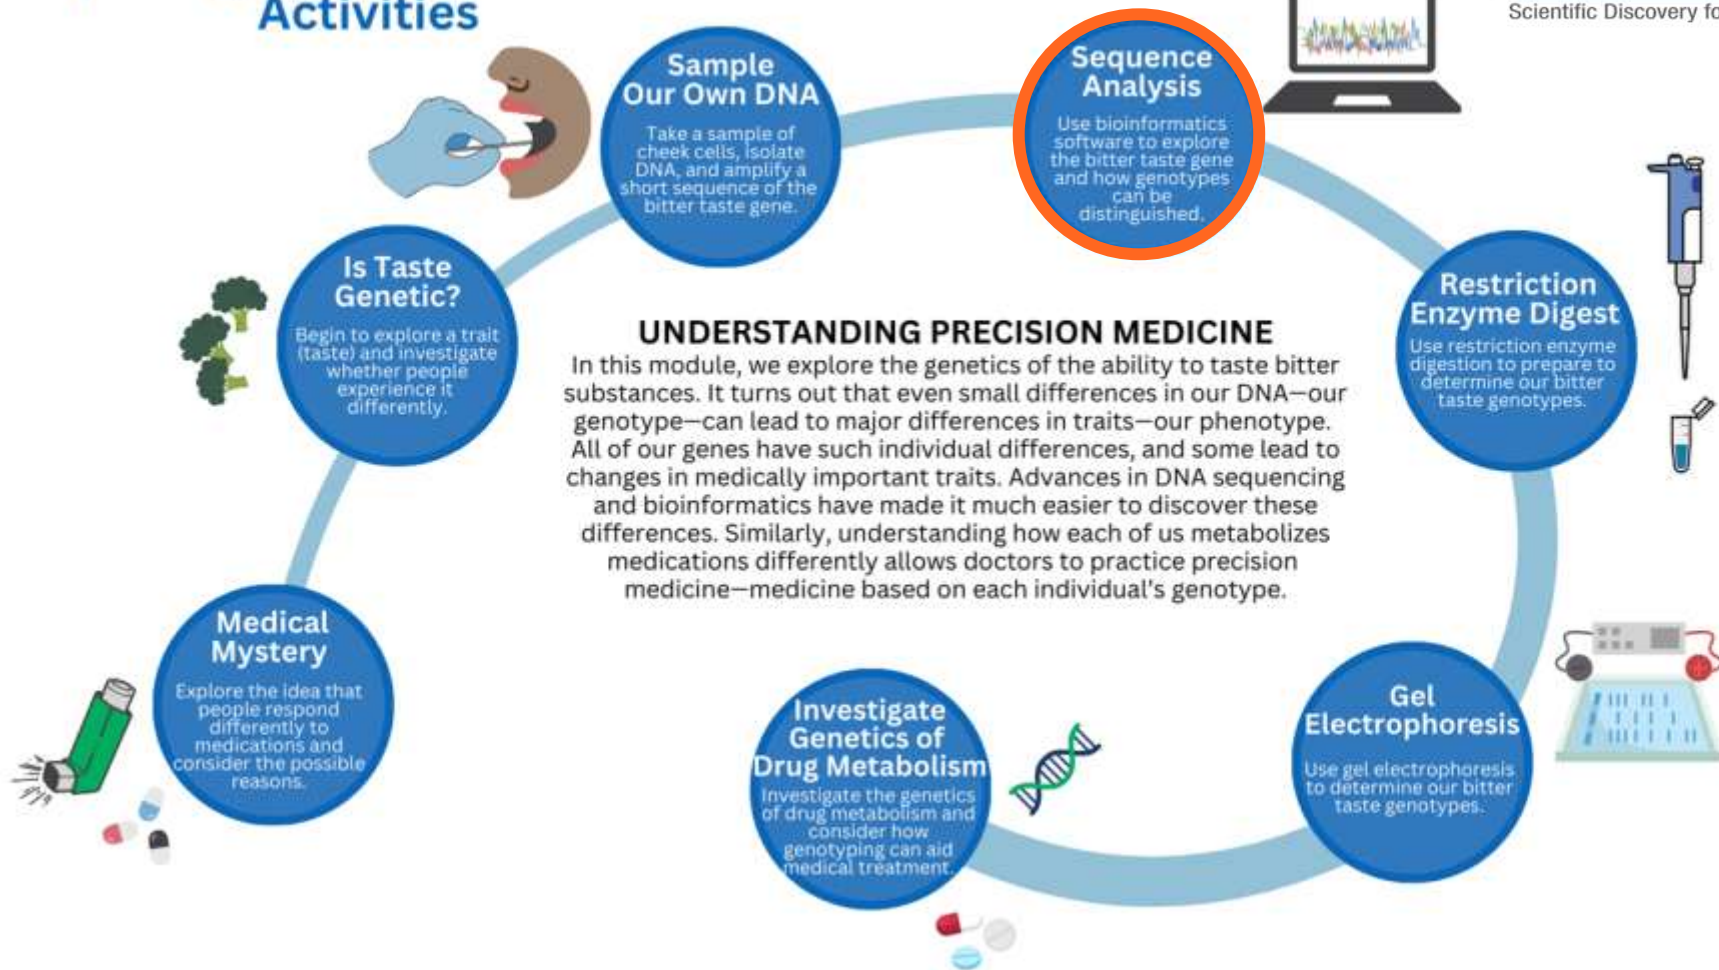 Activities
Scientific Discovery fo
Sample
Our Own DNA
Take a sample of
cheek cells, isolate
DNA, and amplify a
short sequence of the
bitter taste gene.
Sequence
Analysis
Use bioinformatics
software to explore
the bitter taste gene
and how genotypes
can be
distinguished.
Is Taste
Genetic?
Begin to explore a trait
(taste) and investigate
whether people
experience it
differently.
Restriction
Enzyme Digest
Use restriction enzyme
digestion to prepare to
determine our bitter
taste genotypes.
UNDERSTANDING PRECISION MEDICINE
In this module, we explore the genetics of the ability to taste bitter
substances. It turns out that even small differences in our DNA—our
genotype—can lead to major differences in traits—our phenotype.
All of our genes have such individual differences, and some lead to
changes in medically important traits. Advances in DNA sequencing
and bioinformatics have made it much easier to discover these
differences. Similarly, understanding how each of us metabolizes
medications differently allows doctors to practice precision
medicine—medicine based on each individual's genotype.
Medical
Mystery
Explore the idea that
people respond
differently to
medications and
consider the possible
reasons.
Investigate
Genetics of
Drug Metabolism
Investigate the genetics
of drug metabolism and
consider how
genotyping can aid
medical treatment.
Gel
Electrophoresis
Use gel electrophoresis
to determine our bitter
taste genotypes.